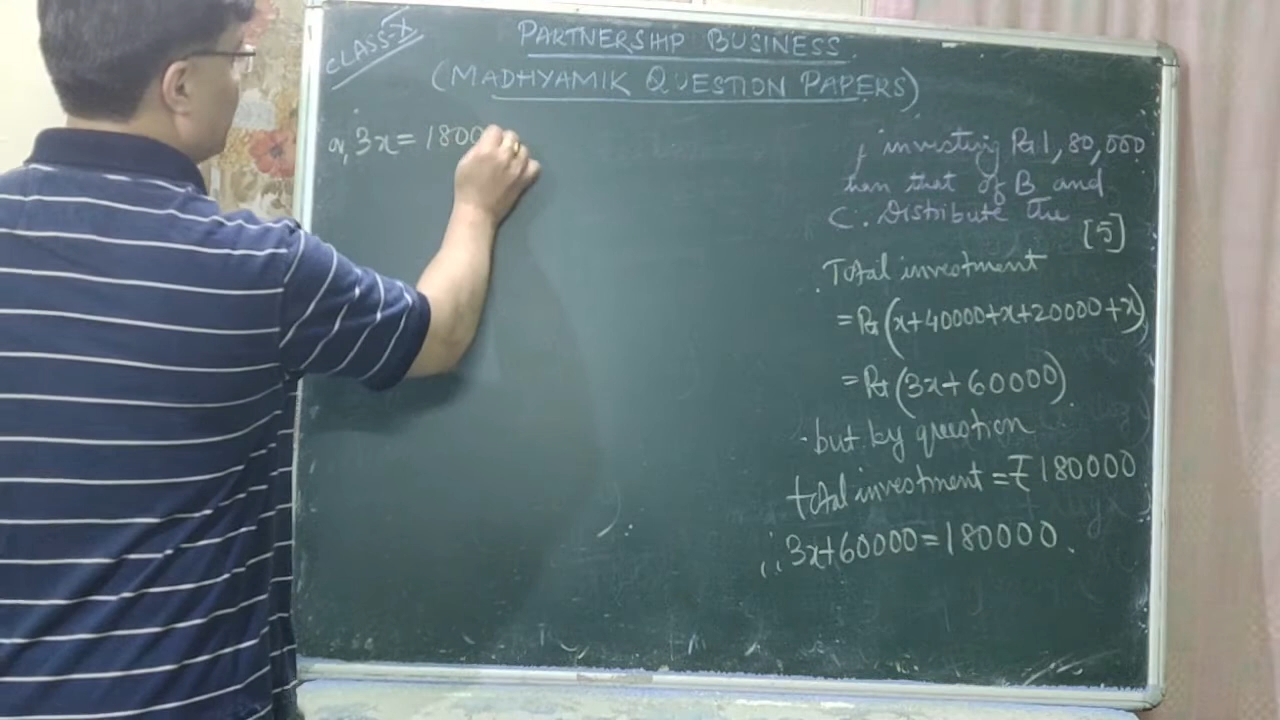 CLASS-X
PARTNERSHIP BUSINESS
(MADHYAMIK QUESTION PAPERS)
or, 3x = 1800
investing Rs 1,80,000
than that of B and
C. Distribute the
[5]
Total investment
= Rs (x+40000+x+20000+x)
= Rs (3x+60000)
but by question
total investment = ₹ 180000
∴ 3x+60000=180000